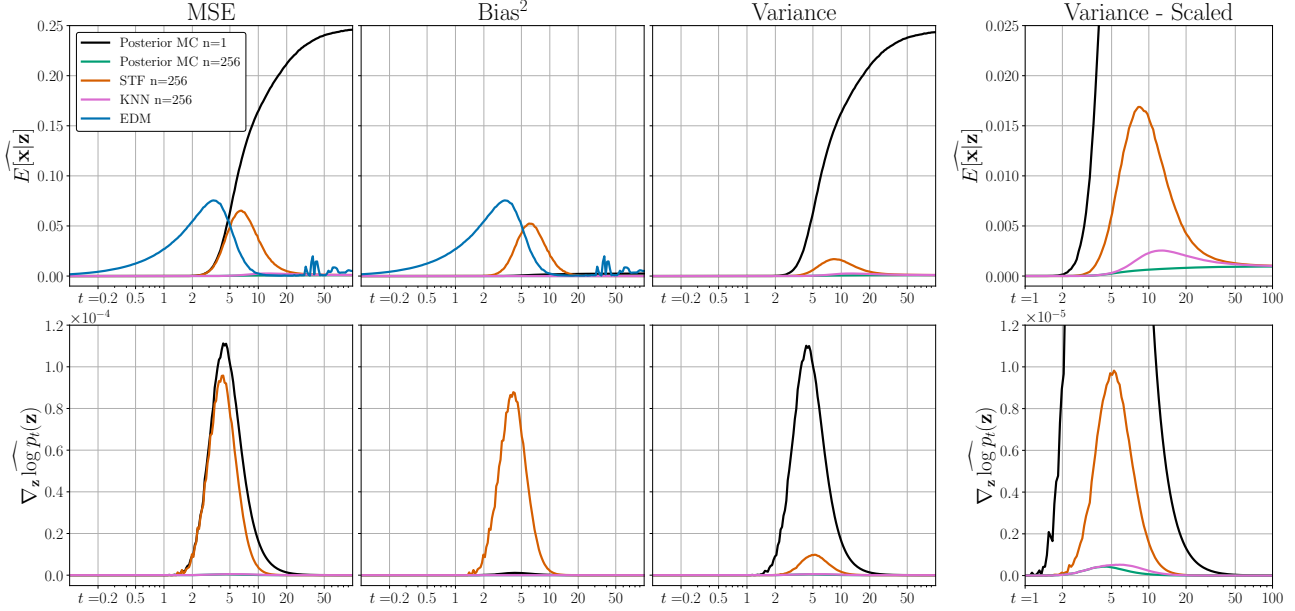 MSE
Bias²
Variance
Variance - Scaled
Posterior MC n=1
Posterior MC n=256
STF n=256
KNN n=256
EDM
0.25
0.20
0.15
0.10
0.05
0.00
Ê[x|z]
t = 0.2 0.5 1 2 5 10 20 50
t = 0.2 0.5 1 2 5 10 20 50
t = 0.2 0.5 1 2 5 10 20 50
0.025
0.020
0.015
0.010
0.005
0.000
Ê[x|z]
t = 1 2 5 10 20 50 100
×10⁻⁴
1.2
1.0
0.8
0.6
0.4
0.2
0.0
∇z log pt(z)
t = 0.2 0.5 1 2 5 10 20 50
t = 0.2 0.5 1 2 5 10 20 50
t = 0.2 0.5 1 2 5 10 20 50
×10⁻⁵
1.2
1.0
0.8
0.6
0.4
0.2
0.0
∇z log pt(z)
t = 1 2 5 10 20 50 100